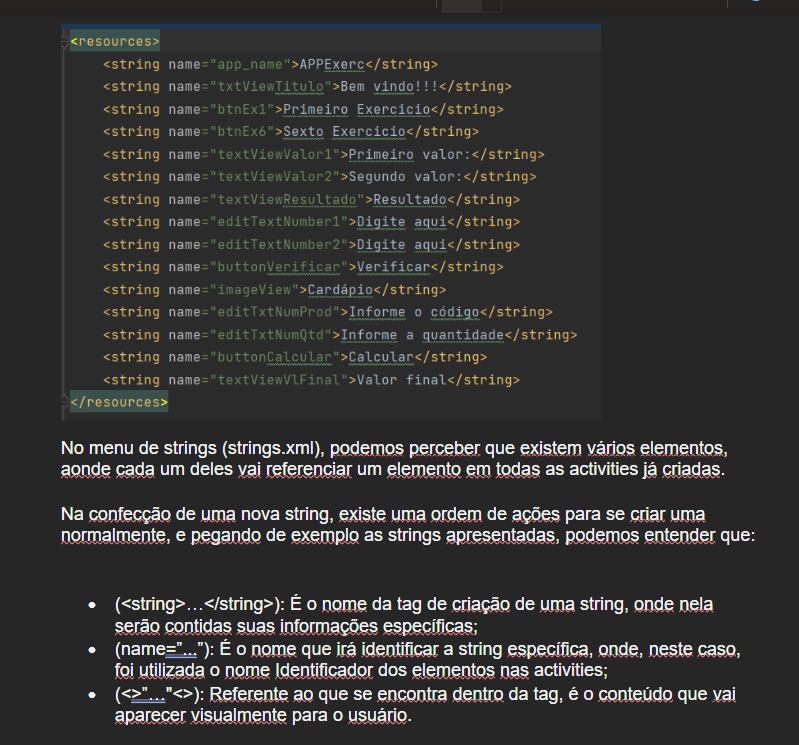 <resources>
<string name="app_name">APPExerc</string>
<string name="txtViewTitulo">Bem vindo!!!</string>
<string name="btnEx1">Primeiro Exercicio</string>
<string name="btnEx6">Sexto Exercicio</string>
<string name="textViewValor1">Primeiro valor:</string>
<string name="textViewValor2">Segundo valor:</string>
<string name="textViewResultado">Resultado</string>
<string name="editTextNumber1">Digite aqui</string>
<string name="editTextNumber2">Digite aqui</string>
<string name="buttonVerificar">Verificar</string>
<string name="imageView">Cardápio</string>
<string name="editTxtNumProd">Informe o código</string>
<string name="editTxtNumQtd">Informe a quantidade</string>
<string name="buttonCalcular">Calcular</string>
<string name="textViewVlFinal">Valor final</string>
</resources>
No menu de strings (strings.xml), podemos perceber que existem vários elementos,
aonde cada um deles vai referenciar um elemento em todas as activities já criadas.
Na confecção de uma nova string, existe uma ordem de ações para se criar uma
normalmente, e pegando de exemplo as strings apresentadas, podemos entender que:
• (<string>…</string>): É o nome da tag de criação de uma string, onde nela
serão contidas suas informações específicas;
• (name=”...”): É o nome que irá identificar a string específica, onde, neste caso,
foi utilizada o nome Identificador dos elementos nas activities;
• (<>”…"<>): Referente ao que se encontra dentro da tag, é o conteúdo que vai
aparecer visualmente para o usuário.